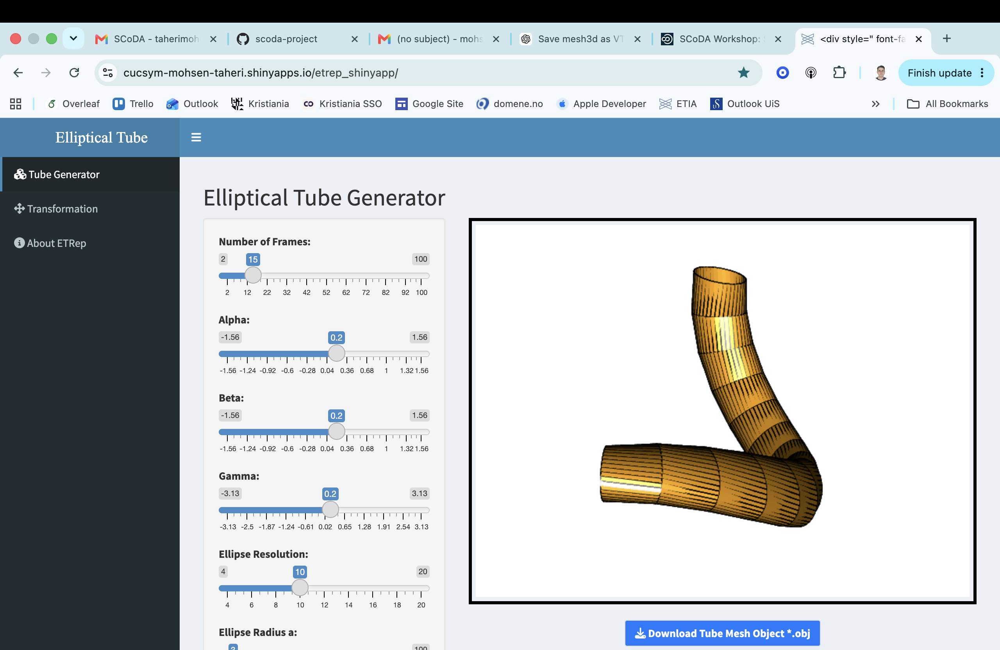 SCoDA - taherimoh
scoda-project
(no subject) - mohs
Save mesh3d as VT
SCoDA Workshop:
<div style=" font-fa
cucsym-mohsen-taheri.shinyapps.io/etrep_shinyapp/
Finish update
Overleaf
Trello
Outlook
Kristiania
CO
Kristiania SSO
Google Site
domene.no
Apple Developer
ETIA
Outlook UiS
All Bookmarks
Elliptical Tube
Tube Generator
Transformation
About ETRep
Elliptical Tube Generator
Number of Frames:
2 15 100
2 12 22 32 42 52 62 72 82 92 100
Alpha:
-1.56 0.2 1.56
-1.56 -1.24 -0.92 -0.6 -0.28 0.04 0.36 0.68 1 1.32 1.56
Beta:
-1.56 0.2 1.56
-1.56 -1.24 -0.92 -0.6 -0.28 0.04 0.36 0.68 1 1.32 1.56
Gamma:
-3.13 0.2 3.13
-3.13 -2.5 -1.87 -1.24 -0.61 0.02 0.65 1.28 1.91 2.54 3.13
Ellipse Resolution:
4 10 20
4 6 8 10 12 14 16 18 20
Ellipse Radius a:
100
Download Tube Mesh Object *.obj